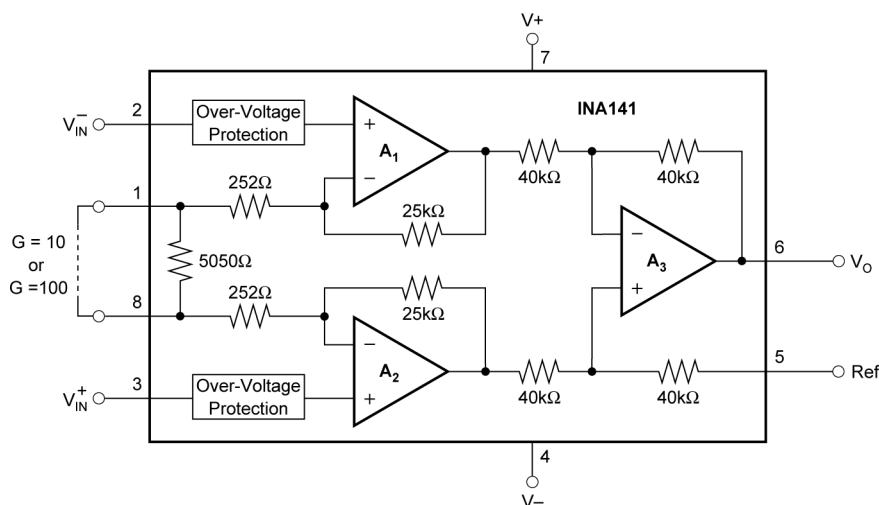 V+
7
INA141
2
V⁻IN
Over-Voltage
Protection
+
A₁
−
40kΩ
40kΩ
1
252Ω
25kΩ
G = 10
or
G =100
5050Ω
−
A₃
+
6
Vₒ
8
252Ω
25kΩ
−
A₂
+
5
Ref
40kΩ
40kΩ
3
V⁺IN
Over-Voltage
Protection
4
V–